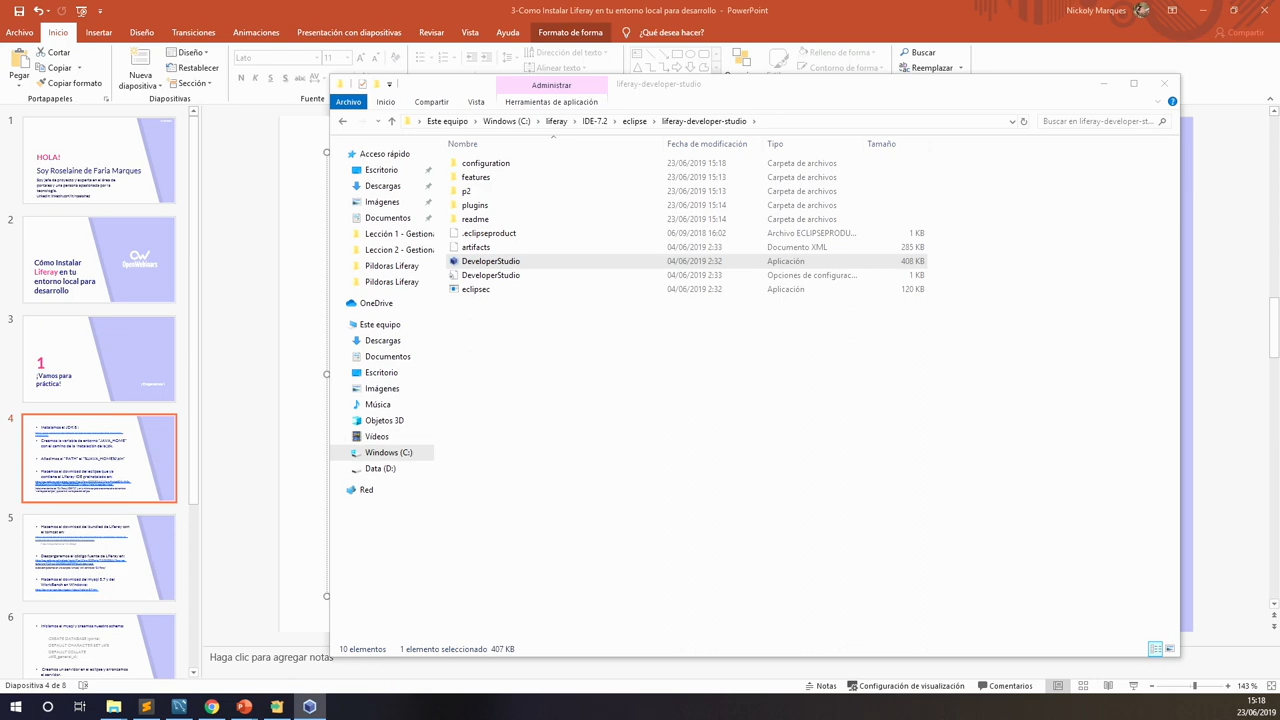 3-Como Instalar Liferay en tu entorno local para desarrollo - PowerPoint
Nickoly Marques
Archivo Inicio Insertar Diseño Transiciones Animaciones Presentación con diapositivas Revisar Vista Ayuda Formato de forma ¿Qué desea hacer? Compartir
Pegar
Cortar
Copiar
Portapapeles
Nueva diapositiva
Diseño
Restablecer
Sección
Diapositivas
Lato 11
N K S S
Fuente
Dirección del texto
Alinear texto
Relleno de forma
Contorno de forma
Buscar
Reemplazar
Administrar
liferay-developer-studio
Archivo Inicio Compartir Vista Herramientas de aplicación
Este equipo > Windows (C:) > liferay > IDE-7.2 > eclipse > liferay-developer-studio >
Buscar en liferay-developer-st...
Nombre Fecha de modificación Tipo Tamaño
configuration 23/06/2019 15:18 Carpeta de archivos
features 23/06/2019 15:13 Carpeta de archivos
p2 23/06/2019 15:13 Carpeta de archivos
plugins 23/06/2019 15:14 Carpeta de archivos
readme 23/06/2019 15:14 Carpeta de archivos
.eclipseproduct 06/09/2018 16:02 Archivo ECLIPSEPRODU... 1 KB
artifacts 04/06/2019 2:33 Documento XML 285 KB
DeveloperStudio 04/06/2019 2:32 Aplicación 408 KB
DeveloperStudio 04/06/2019 2:33 Opciones de configurac... 1 KB
eclipsec 04/06/2019 2:32 Aplicación 120 KB
Acceso rápido
Escritorio
Descargas
Imágenes
Documentos
Lección 1 - Gestiona
Leccion 2 - Gestiona
Pildoras Liferay
Pildoras Liferay
OneDrive
Este equipo
Descargas
Documentos
Escritorio
Imágenes
Música
Objetos 3D
Vídeos
Windows (C:)
Data (D:)
Red
10 elementos 1 elemento seleccionado 407 KB
1
HOLA!
Soy Roselaine de Faria Marques
2
Cómo Instalar
Liferay en tu
entorno local para
desarrollo
OpenWebinars
3
1
¡Vamos para
práctica!
4
5
6
Haga clic para agregar notas
Diapositiva 4 de 8
Notas Configuración de visualización Comentarios 143 %
15:18
23/06/2019